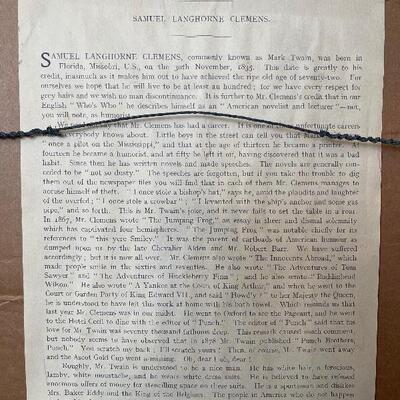 SAMUEL LANGHORNE CLEMENS.
SAMUEL LANGHORNE CLEMENS, commonly known as Mark Twain, was born in
Florida, Missouri, U.S., on the 30th November, 1835. This date is greatly to his
credit, inasmuch as it makes him out to have achieved the ripe old age of seventy-two. For
ourselves we hope that he will live to be at least an hundred; for we have every respect for
grey hairs and we wish no man discontinuance. It is further to Mr. Clemens's credit that in our
English "Who's Who" he describes himself as an "American novelist and lecturer"—not,
you will note, as humorist.
say that Mr. Clemens has had a career. It is one of those unfortunate careers
everybody knows about. Little boys in the street can tell you that
once a pilot on the Mississippi," and that at the age of thirteen he became a printer. At
fourteen he became a humorist, and at fifty he left it off, having discovered that it was a bad
habit. Since then he has written novels and made speeches. The novels are generally con-
ceded to be "not so dusty." The speeches are forgotten, but if you take the trouble to dig
them out of the newspaper files you will find that in each of them Mr. Clemens manages to
accuse himself of theft. "I once stole a bishop's hat," says he, amid the plaudits and laughter
of the overfed; "I once stole a crowbar"; "I levanted with the ship's anchor and some gas
pipe," and so forth. This is Mr. Twain's joke, and it never fails to set the table in a roar.
In 1867, Mr. Clemens wrote "The Jumping Frog," an essay in sheer and dismal solemnity
which has captivated four hemispheres. "The Jumping Frog" was notable chiefly for its
references to "this yere Smiley." It was the parent of carloads of American humour as
dumped upon us by the late Chevalier Alden and Mr. Robert Barr. We have suffered
accordingly; but it is now all over. Mr. Clemens also wrote "The Innocents Abroad," which
made people smile in the seventies and eighties. He also wrote "The Adventures of Tom
Sawyer" and "The Adventures of Huckleberry Finn"; and he also wrote "Puddinhead
Wilson." He also wrote "A Yankee at the Court of King Arthur," and when he went to the
Court or Garden Party of King Edward VII., and said "Howdy?" to her Majesty the Queen,
he is understood to have left this work at home with his bath towel. Which reminds us that
last year Mr. Clemens was in our midst. He went to Oxford to see the Pageant, and he went
to the Hotel Cecil to dine with the editor of "Punch." The editor of "Punch" said that his
love for Mr. Twain was seventy thousand fathoms deep. This remark caused much comment,
but nobody seems to have observed that in 1878 Mr. Twain published "Punch Brothers,
Punch." You scratch my back; I'll scratch yours! Then, of course, Mr. Twain went away
and the Ascot Gold Cup went a-missing. Oh, dear! oh, dear!
Roughly, Mr. Twain is understood to be a nice man. He has white hair, a ferocious,
lamby, white moustache, and he wears white dress suits. He is believed to have refused
enormous offers of money for stencilling space on these suits. He is a sportsman and dislikes
Mrs. Baker Eddy and the King of the Belgians. The people in America who do not happen